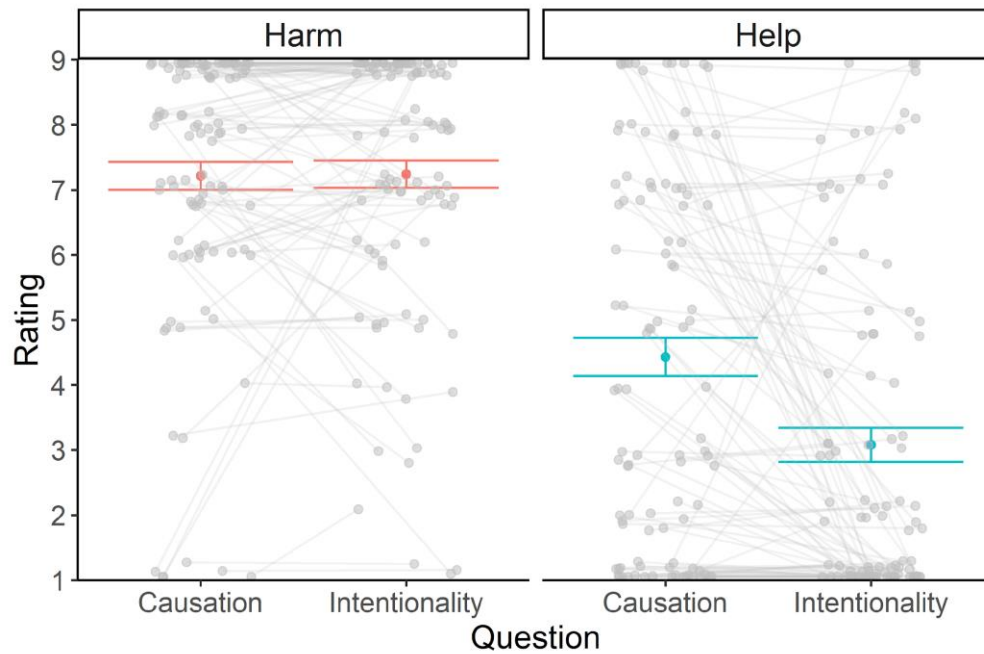 Harm
Help
Rating
9
8
7
6
5
4
3
2
1
Causation Intentionality Causation Intentionality
Question